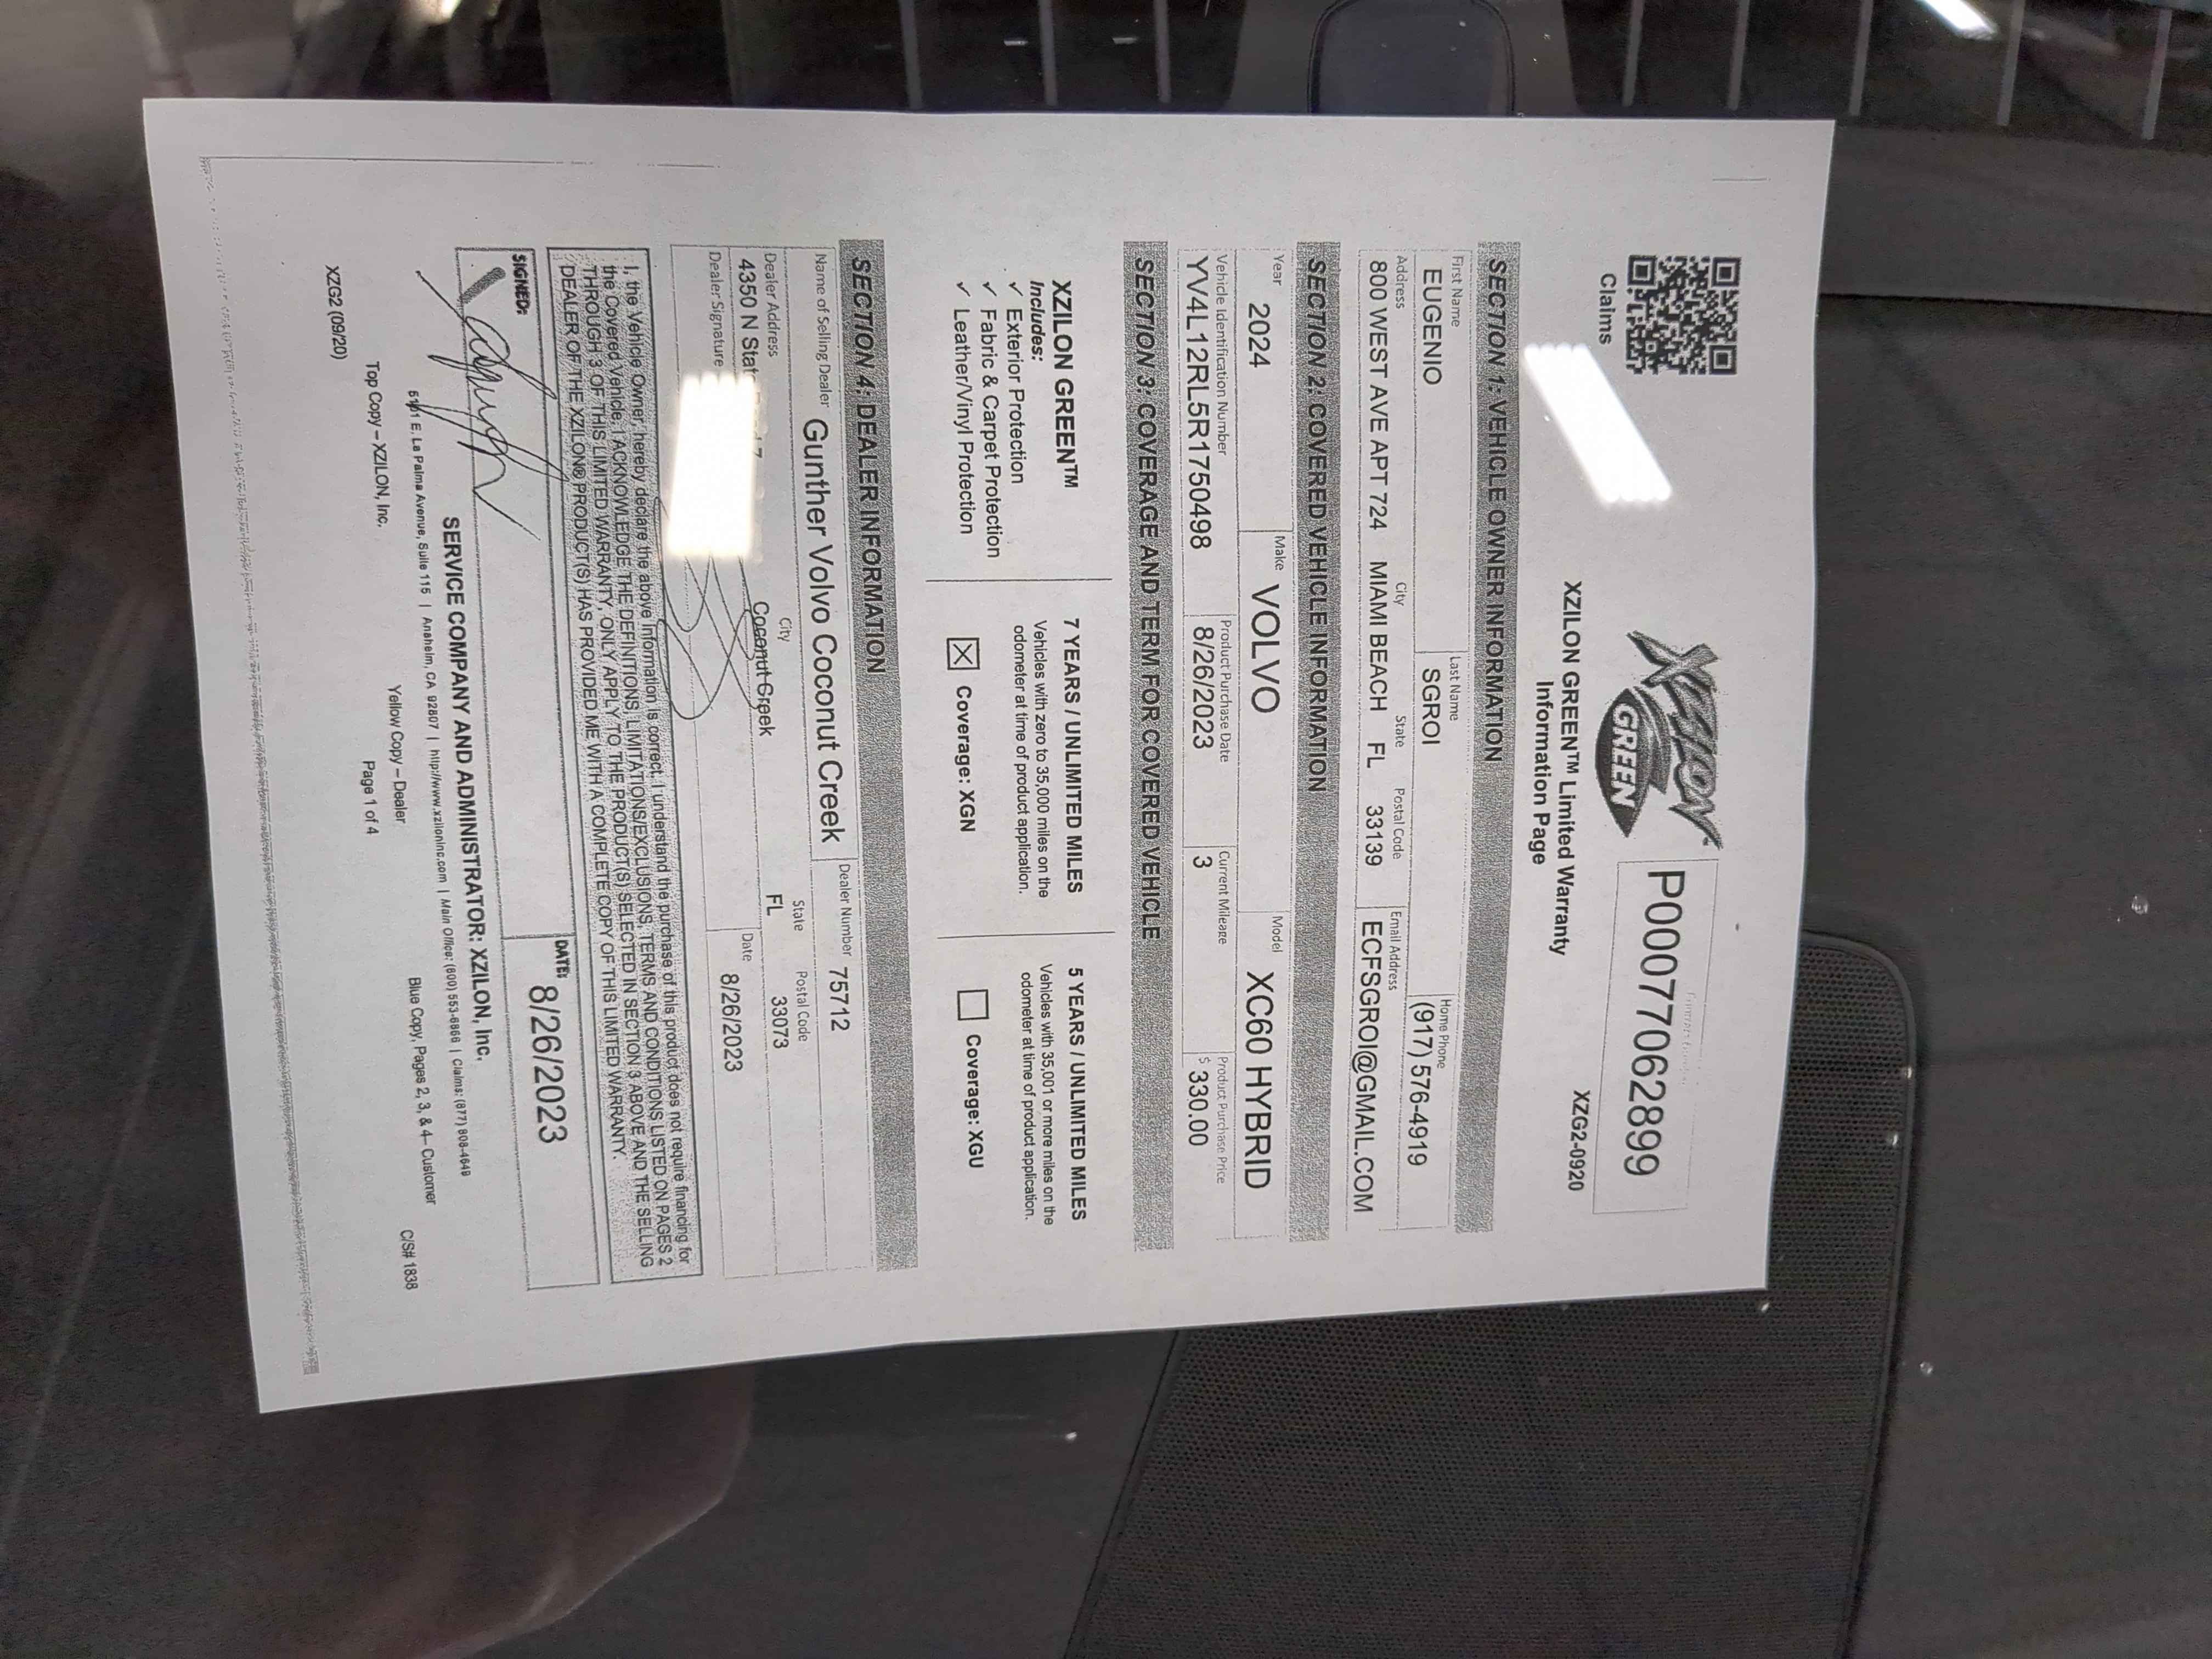 XZILON
GREEN
P000770628​99
Claims
XZILON GREEN™ Limited Warranty
XZG2-0920
Information Page
SECTION 1: VEHICLE OWNER INFORMATION
First Name
Last Name
Home Phone
EUGENIO
SGROI
(917) 576-4919
Address
City
State
Postal Code
Email Address
800 WEST AVE APT 724
MIAMI BEACH
FL
33139
ECFSGROI@GMAIL.COM
SECTION 2: COVERED VEHICLE INFORMATION
Year
2024
Make
VOLVO
Model
XC60 HYBRID
Vehicle Identification Number
Product Purchase Date
Current Mileage
Product Purchase Price
YV4L12RL5R1750498
8/26/2023
3
$ 330.00
SECTION 3: COVERAGE AND TERM FOR COVERED VEHICLE
XZILON GREEN™
Includes:
✓ Exterior Protection
✓ Fabric & Carpet Protection
✓ Leather/Vinyl Protection
7 YEARS / UNLIMITED MILES
Vehicles with zero to 35,000 miles on the
odometer at time of product application.
☒ Coverage: XGN
5 YEARS / UNLIMITED MILES
Vehicles with 35,001 or more miles on the
odometer at time of product application.
☐ Coverage: XGU
SECTION 4: DEALER INFORMATION
Name of Selling Dealer
Gunther Volvo Coconut Creek
Dealer Number
75712
Dealer Address
City
State
Postal Code
4350 N State
Coconut Creek
FL
33073
Dealer Signature
Date
8/26/2023
I, the Vehicle Owner, hereby declare the above information is correct. I understand the purchase of this product does not require financing for
the Covered Vehicle. I ACKNOWLEDGE THE DEFINITIONS, LIMITATIONS/EXCLUSIONS, TERMS AND CONDITIONS LISTED ON PAGES 2
THROUGH 3 OF THIS LIMITED WARRANTY, ONLY APPLY TO THE PRODUCT(S) SELECTED IN SECTION 3 ABOVE AND THE SELLING
DEALER OF THE XZILON® PRODUCT(S) HAS PROVIDED ME WITH A COMPLETE COPY OF THIS LIMITED WARRANTY.
SIGNED:
DATE:
8/26/2023
SERVICE COMPANY AND ADMINISTRATOR: XZILON, Inc.
6101 E. La Palma Avenue, Suite 115 | Anaheim, CA 92807 | http://www.xziloninc.com | Main Office: (800) 553-6866 | Claims: (877) 808-4649
Top Copy – XZILON, Inc.
Yellow Copy – Dealer
Blue Copy, Pages 2, 3, & 4 – Customer
XZG2 (09/20)
Page 1 of 4
C/S# 1838